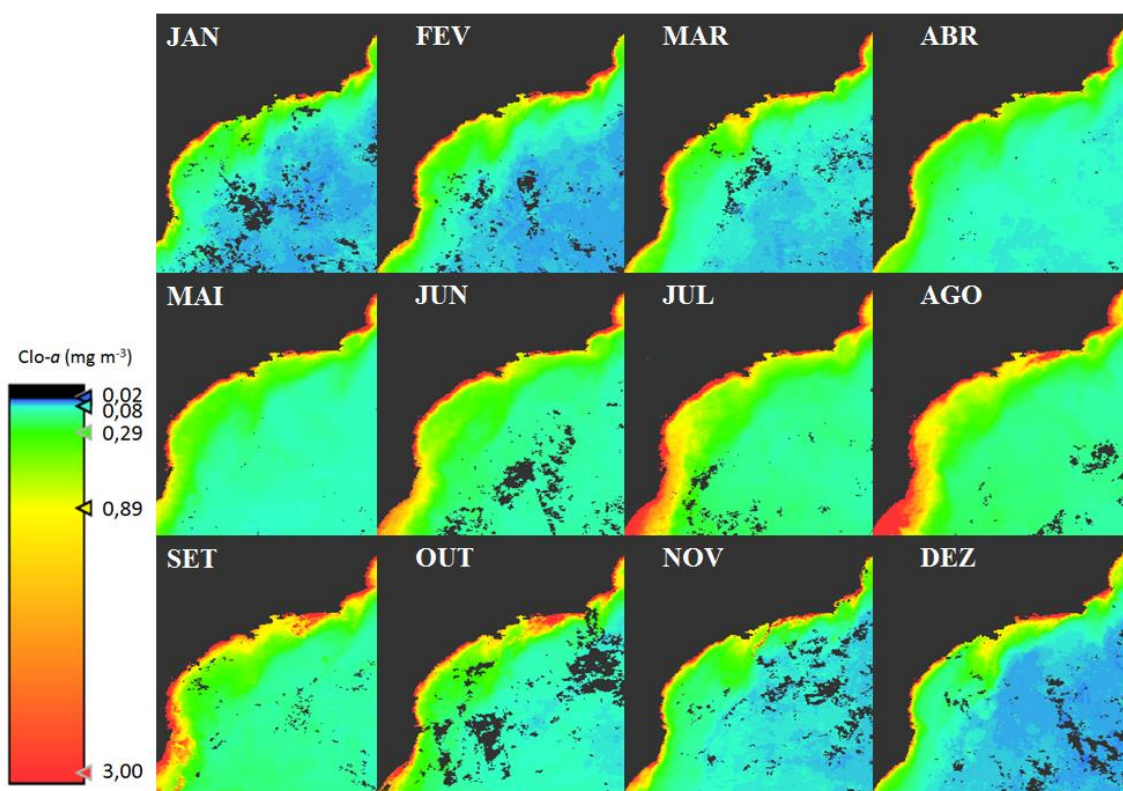 JAN FEV MAR ABR
MAI JUN JUL AGO
SET OUT NOV DEZ
Clo-a (mg m⁻³)
0,02
0,08
0,29
0,89
3,00